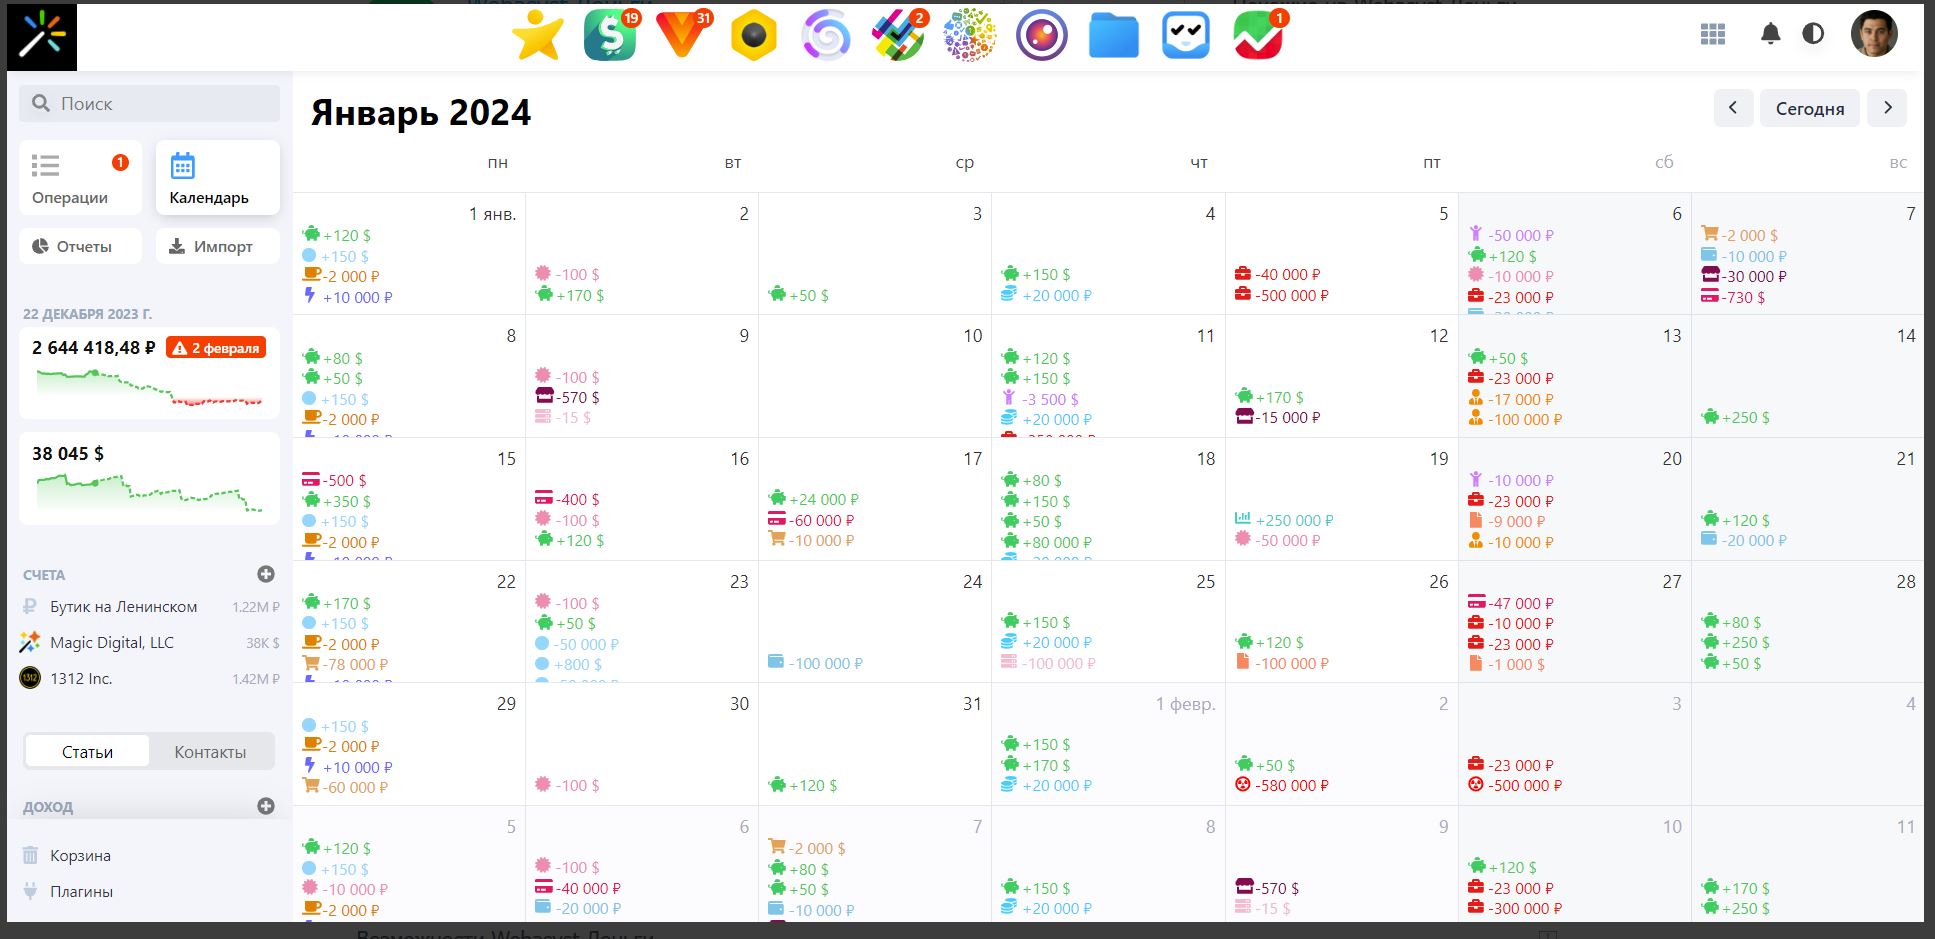 19
31
2
1
Поиск
Операции
1
Календарь
Отчеты
Импорт
22 ДЕКАБРЯ 2023 Г.
2 644 418,48 ₽
2 февраля
38 045 $
СЧЕТА
Бутик на Ленинском 1.22M ₽
Magic Digital, LLC 38K $
1312 Inc. 1.42M ₽
Статьи
Контакты
ДОХОД
Корзина
Плагины
Январь 2024
Сегодня
пн вт ср чт пт сб вс
1 янв.
+120 $
+150 $
-2 000 ₽
+10 000 ₽
2
-100 $
+170 $
3
+50 $
4
+150 $
+20 000 ₽
5
-40 000 ₽
-500 000 ₽
6
-50 000 ₽
+120 $
-10 000 ₽
-23 000 ₽
7
-2 000 $
-10 000 ₽
-30 000 ₽
-730 $
8
+80 $
+50 $
+150 $
-2 000 ₽
9
-100 $
-570 $
-15 $
10
11
+120 $
+150 $
-3 500 $
+20 000 ₽
12
+170 $
-15 000 ₽
13
+50 $
-23 000 ₽
-17 000 ₽
-100 000 ₽
14
+250 $
15
-500 $
+350 $
+150 $
-2 000 ₽
16
-400 $
-100 $
+120 $
17
+24 000 ₽
-60 000 ₽
-10 000 ₽
18
+80 $
+150 $
+50 $
+80 000 ₽
19
+250 000 ₽
-50 000 ₽
20
-10 000 ₽
-23 000 ₽
-9 000 ₽
-10 000 ₽
21
+120 $
-20 000 ₽
22
+170 $
+150 $
-2 000 ₽
-78 000 ₽
23
-100 $
+50 $
-50 000 ₽
+800 $
24
-100 000 ₽
25
+150 $
+20 000 ₽
-100 000 ₽
26
+120 $
-100 000 ₽
27
-47 000 ₽
-10 000 ₽
-23 000 ₽
-1 000 $
28
+80 $
+250 $
+50 $
29
+150 $
-2 000 ₽
+10 000 ₽
-60 000 ₽
30
-100 $
31
+120 $
1 февр.
+150 $
+170 $
+20 000 ₽
2
+50 $
-580 000 ₽
3
-23 000 ₽
-500 000 ₽
4
5
+120 $
+150 $
-10 000 ₽
-2 000 ₽
6
-100 $
-40 000 ₽
-20 000 ₽
7
-2 000 $
+80 $
+50 $
-10 000 ₽
8
+150 $
+20 000 ₽
9
-570 $
-15 $
10
+120 $
-23 000 ₽
-300 000 ₽
11
+170 $
+250 $